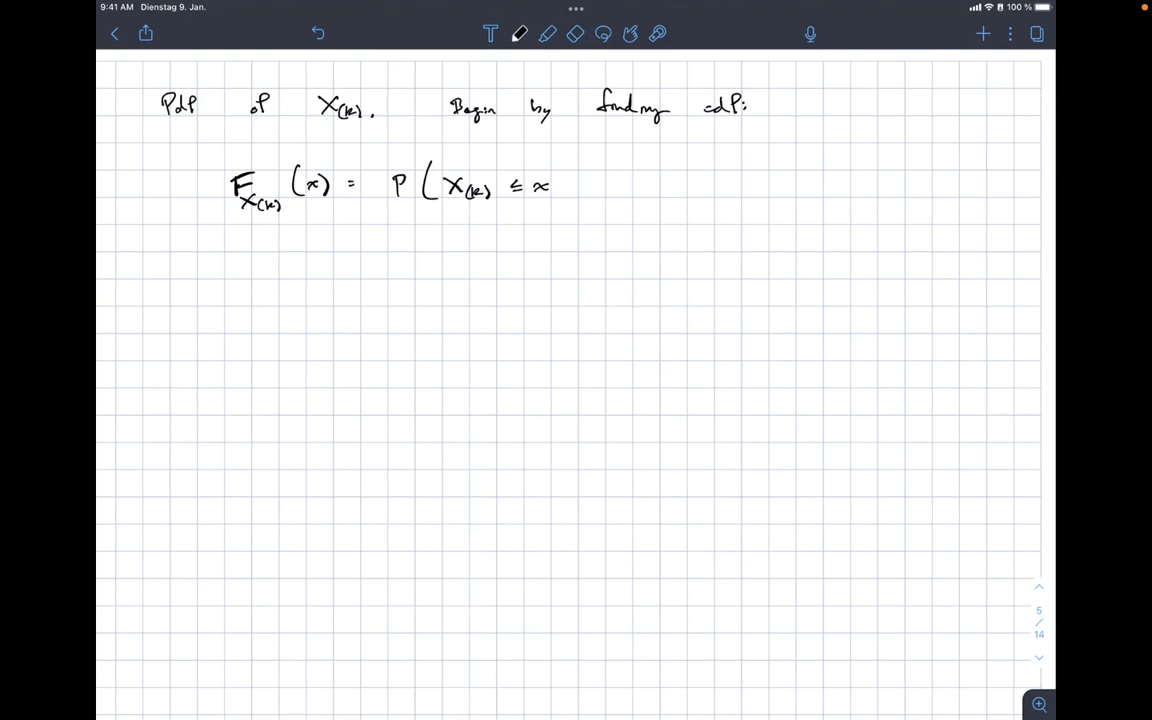 9:41 AM Dienstag 9. Jan. 100 %
Pdf of X(k). Begin by finding cdf:
F_X(k) (x) = P ( X(k) ≤ x
5
/
14